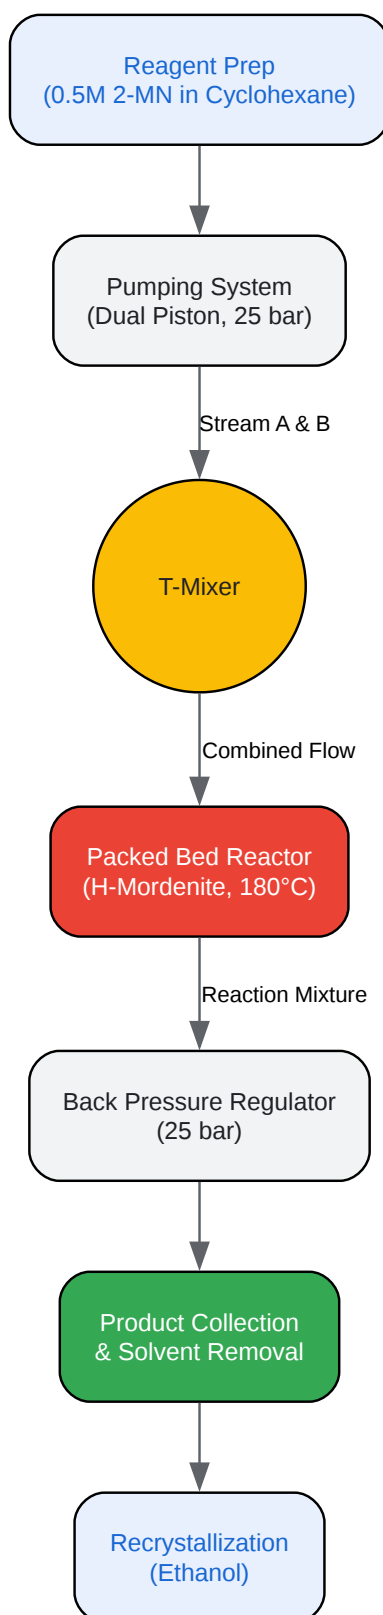 Reagent Prep
(0.5M 2-MN in Cyclohexane)
Pumping System
(Dual Piston, 25 bar)
Stream A & B
T-Mixer
Combined Flow
Packed Bed Reactor
(H-Mordenite, 180°C)
Reaction Mixture
Back Pressure Regulator
(25 bar)
Product Collection
& Solvent Removal
Recrystallization
(Ethanol)